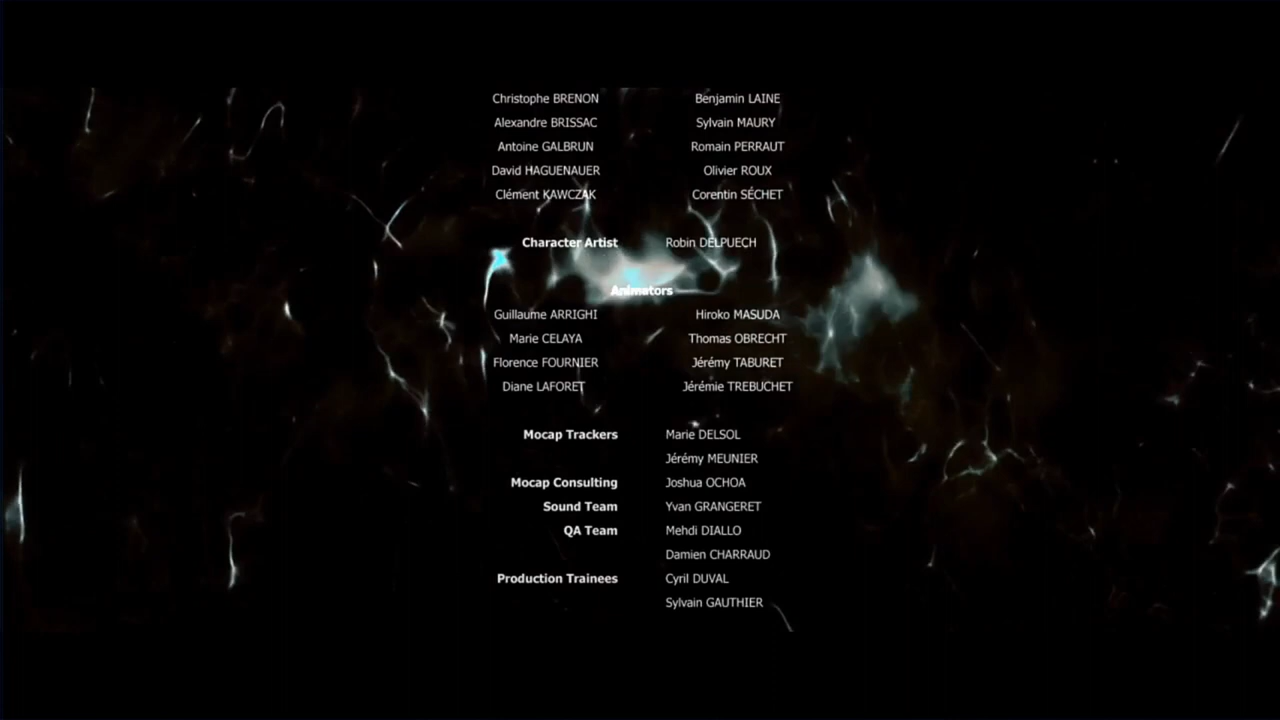 Christophe BRENON Benjamin LAINE
Alexandre BRISSAC Sylvain MAURY
Antoine GALBRUN Romain PERRAUT
David HAGUENAUER Olivier ROUX
Clément KAWCZAK Corentin SÉCHET
Character Artist Robin DELPUECH
Animators
Guillaume ARRIGHI Hiroko MASUDA
Marie CELAYA Thomas OBRECHT
Florence FOURNIER Jérémy TABURET
Diane LAFORET Jérémie TREBUCHET
Mocap Trackers Marie DELSOL
Jérémy MEUNIER
Mocap Consulting Joshua OCHOA
Sound Team Yvan GRANGERET
QA Team Mehdi DIALLO
Damien CHARRAUD
Production Trainees Cyril DUVAL
Sylvain GAUTHIER